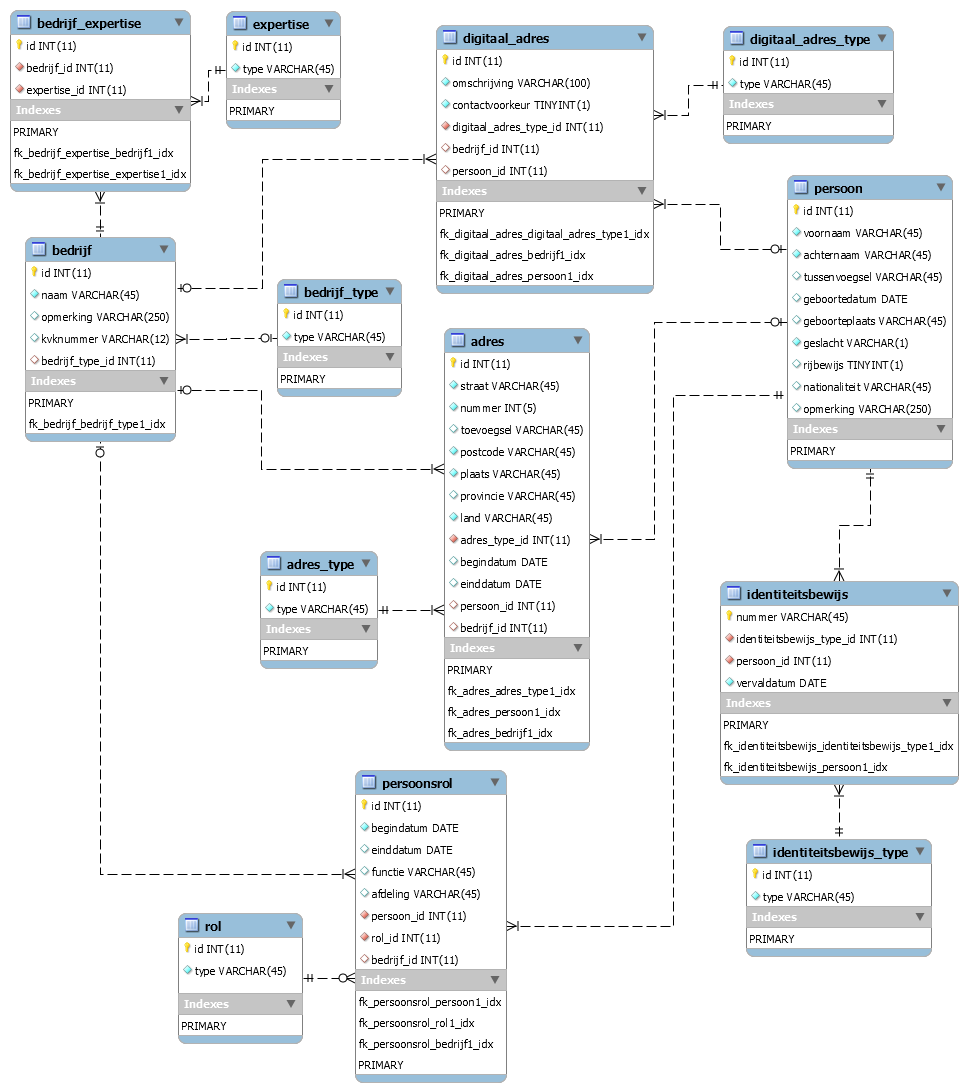 bedrijf_expertise
id INT(11)
bedrijf_id INT(11)
expertise_id INT(11)
Indexes
PRIMARY
fk_bedrijf_expertise_bedrijf1_idx
fk_bedrijf_expertise_expertise1_idx
expertise
id INT(11)
type VARCHAR(45)
Indexes
PRIMARY
digitaal_adres
id INT(11)
omschrijving VARCHAR(100)
contactvoorkeur TINYINT(1)
digitaal_adres_type_id INT(11)
bedrijf_id INT(11)
persoon_id INT(11)
Indexes
PRIMARY
fk_digitaal_adres_digitaal_adres_type1_idx
fk_digitaal_adres_bedrijf1_idx
fk_digitaal_adres_persoon1_idx
digitaal_adres_type
id INT(11)
type VARCHAR(45)
Indexes
PRIMARY
persoon
id INT(11)
voornaam VARCHAR(45)
achternaam VARCHAR(45)
tussenvoegsel VARCHAR(45)
geboortedatum DATE
geboorteplaats VARCHAR(45)
geslacht VARCHAR(1)
rijbewijs TINYINT(1)
nationaliteit VARCHAR(45)
opmerking VARCHAR(250)
Indexes
PRIMARY
bedrijf
id INT(11)
naam VARCHAR(45)
opmerking VARCHAR(250)
kvknummer VARCHAR(12)
bedrijf_type_id INT(11)
Indexes
PRIMARY
fk_bedrijf_bedrijf_type1_idx
bedrijf_type
id INT(11)
type VARCHAR(45)
Indexes
PRIMARY
adres
id INT(11)
straat VARCHAR(45)
nummer INT(5)
toevoegsel VARCHAR(45)
postcode VARCHAR(45)
plaats VARCHAR(45)
provincie VARCHAR(45)
land VARCHAR(45)
adres_type_id INT(11)
begindatum DATE
einddatum DATE
persoon_id INT(11)
bedrijf_id INT(11)
Indexes
PRIMARY
fk_adres_adres_type1_idx
fk_adres_persoon1_idx
fk_adres_bedrijf1_idx
adres_type
id INT(11)
type VARCHAR(45)
Indexes
PRIMARY
identiteitsbewijs
nummer VARCHAR(45)
identiteitsbewijs_type_id INT(11)
persoon_id INT(11)
vervaldatum DATE
Indexes
PRIMARY
fk_identiteitsbewijs_identiteitsbewijs_type1_idx
fk_identiteitsbewijs_persoon1_idx
persoonsrol
id INT(11)
begindatum DATE
einddatum DATE
functie VARCHAR(45)
afdeling VARCHAR(45)
persoon_id INT(11)
rol_id INT(11)
bedrijf_id INT(11)
Indexes
fk_persoonsrol_persoon1_idx
fk_persoonsrol_rol1_idx
fk_persoonsrol_bedrijf1_idx
PRIMARY
identiteitsbewijs_type
id INT(11)
type VARCHAR(45)
Indexes
PRIMARY
rol
id INT(11)
type VARCHAR(45)
Indexes
PRIMARY